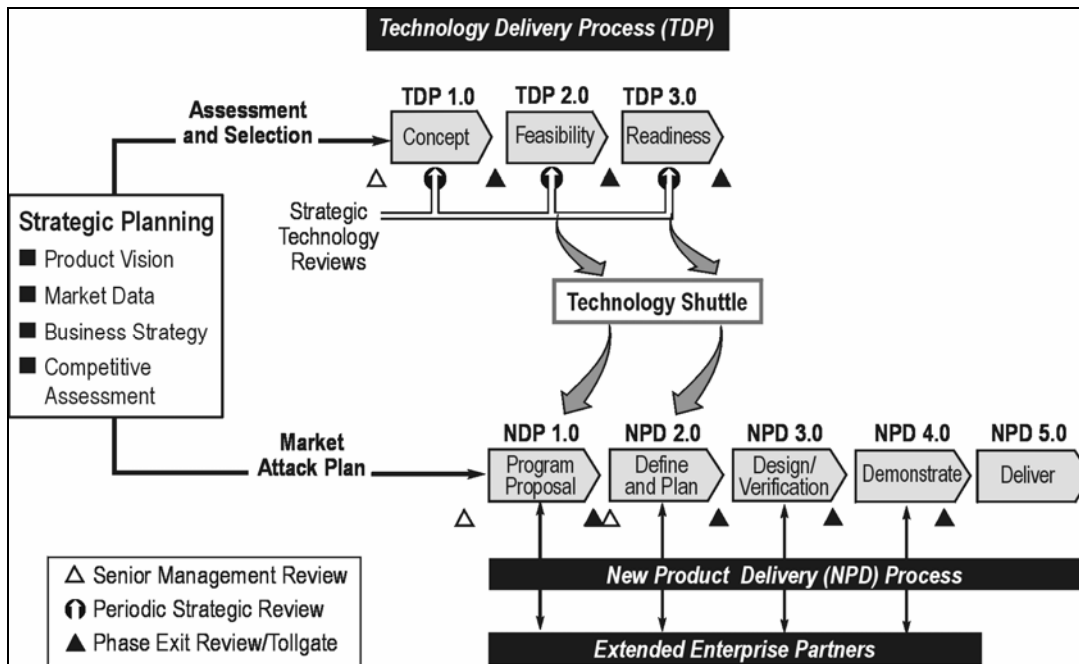 Technology Delivery Process (TDP)
TDP 1.0
TDP 2.0
TDP 3.0
Assessment
and Selection
Concept
Feasibility
Readiness
Strategic
Technology
Reviews
Strategic Planning
Product Vision
Market Data
Business Strategy
Competitive
Assessment
Technology Shuttle
Market
Attack Plan
NDP 1.0
NPD 2.0
NPD 3.0
NPD 4.0
NPD 5.0
Program
Proposal
Define
and Plan
Design/
Verification
Demonstrate
Deliver
New Product Delivery (NPD) Process
Extended Enterprise Partners
Senior Management Review
Periodic Strategic Review
Phase Exit Review/Tollgate